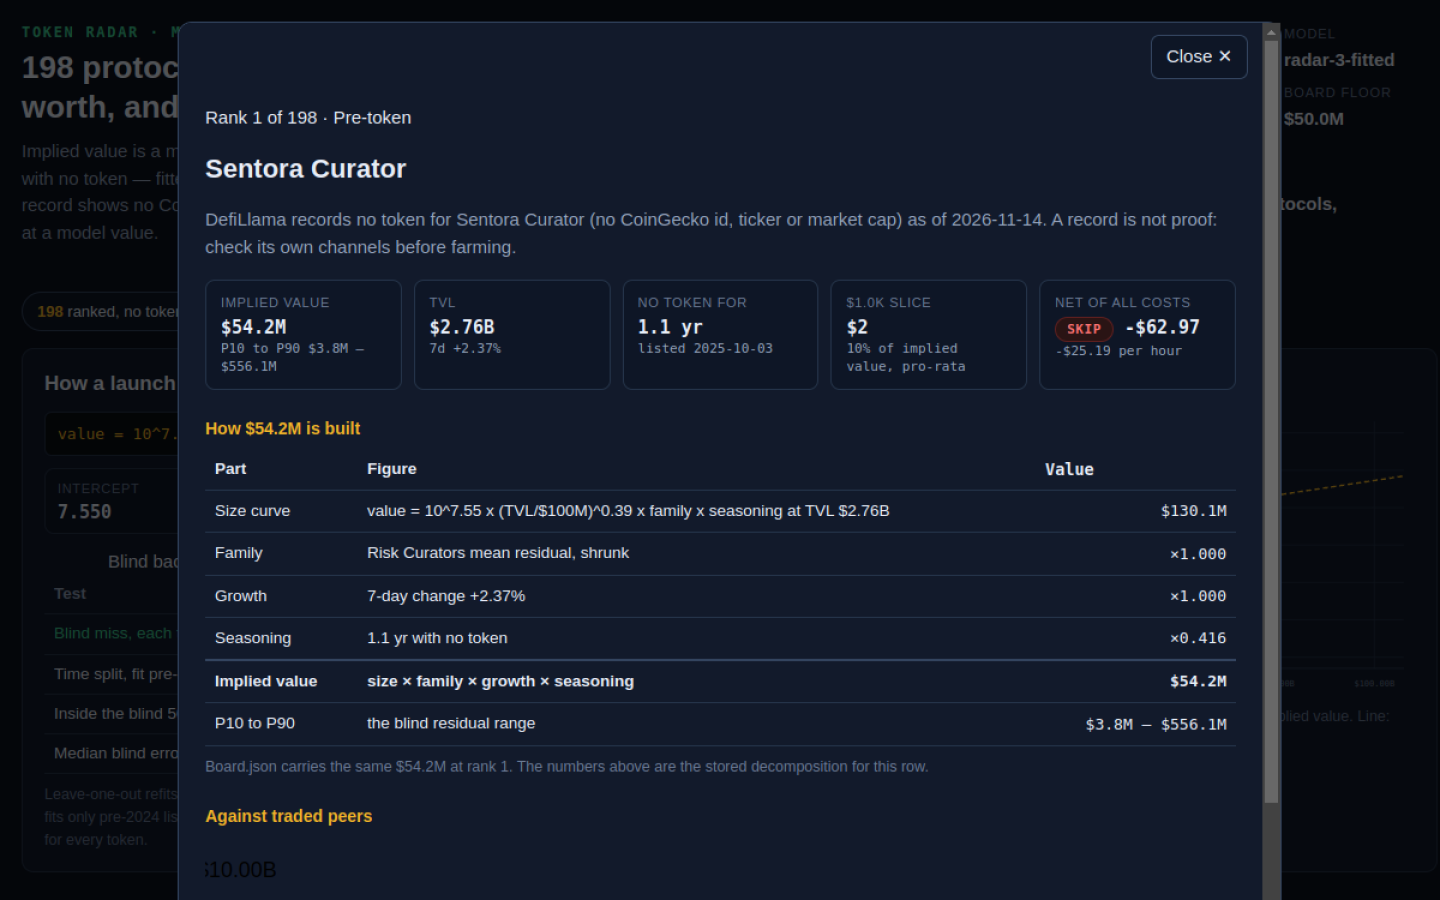 TOKEN RADAR · M
198 protoc
worth, and
Implied value is a m
with no token — fitt
record shows no Co
at a model value.
198 ranked, no token
How a launch
value = 10^7.
INTERCEPT
7.550
Blind bac
Test
Blind miss, each
Time split, fit pre-
Inside the blind 5
Median blind erro
Leave-one-out refits
fits only pre-2024 lis
for every token.
Close ✕
Rank 1 of 198 · Pre-token
Sentora Curator
DefiLlama records no token for Sentora Curator (no CoinGecko id, ticker or market cap) as of 2026-11-14. A record is not proof:
check its own channels before farming.
IMPLIED VALUE
$54.2M
P10 to P90 $3.8M –
$556.1M
TVL
$2.76B
7d +2.37%
NO TOKEN FOR
1.1 yr
listed 2025-10-03
$1.0K SLICE
$2
10% of implied
value, pro-rata
NET OF ALL COSTS
SKIP -$62.97
-$25.19 per hour
How $54.2M is built
Part Figure Value
Size curve value = 10^7.55 x (TVL/$100M)^0.39 x family x seasoning at TVL $2.76B $130.1M
Family Risk Curators mean residual, shrunk ×1.000
Growth 7-day change +2.37% ×1.000
Seasoning 1.1 yr with no token ×0.416
Implied value size × family × growth × seasoning $54.2M
P10 to P90 the blind residual range $3.8M – $556.1M
Board.json carries the same $54.2M at rank 1. The numbers above are the stored decomposition for this row.
Against traded peers
$10.00B
MODEL
radar-3-fitted
BOARD FLOOR
$50.0M
tocols,
$100.00B
plied value. Line: